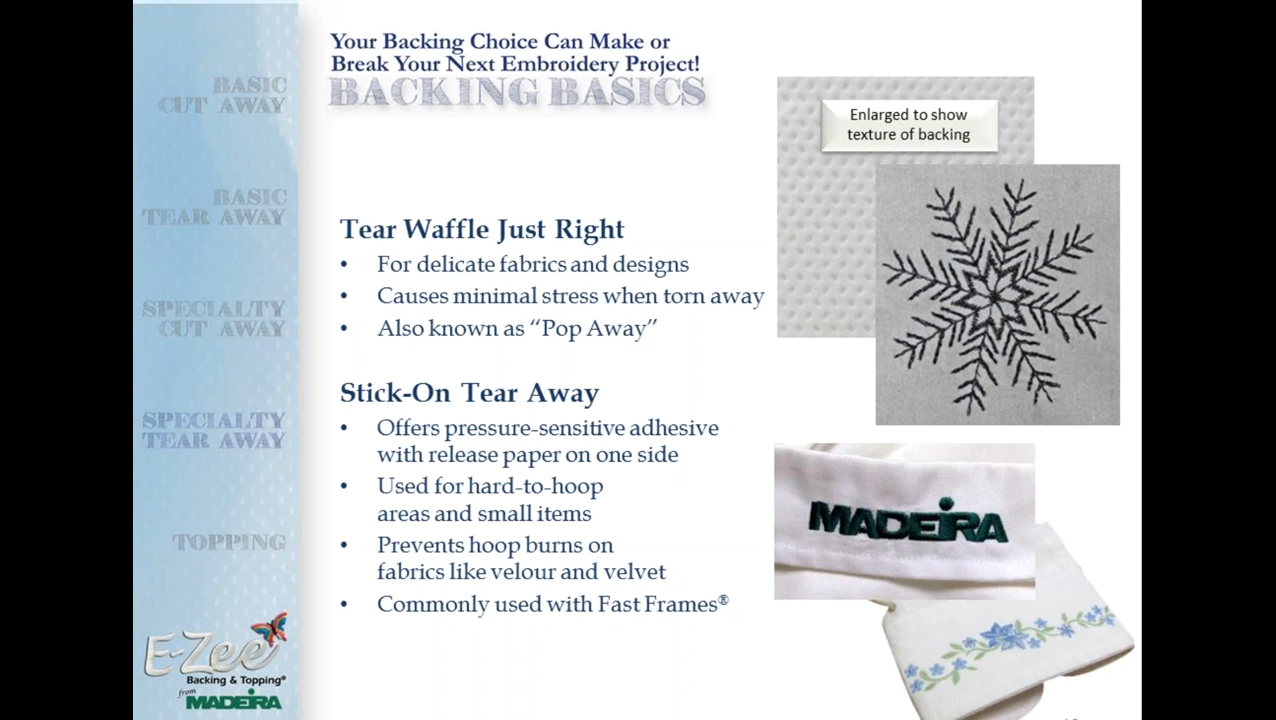 Your Backing Choice Can Make or
Break Your Next Embroidery Project!
BACKING BASICS
BASIC
CUT AWAY
BASIC
TEAR AWAY
SPECIALTY
CUT AWAY
SPECIALTY
TEAR AWAY
TOPPING
E-Zee
Backing & Topping®
from
MADEIRA
Tear Waffle Just Right
• For delicate fabrics and designs
• Causes minimal stress when torn away
• Also known as “Pop Away”
Stick-On Tear Away
• Offers pressure-sensitive adhesive
with release paper on one side
• Used for hard-to-hoop
areas and small items
• Prevents hoop burns on
fabrics like velour and velvet
• Commonly used with Fast Frames®
Enlarged to show
texture of backing
MADEIRA